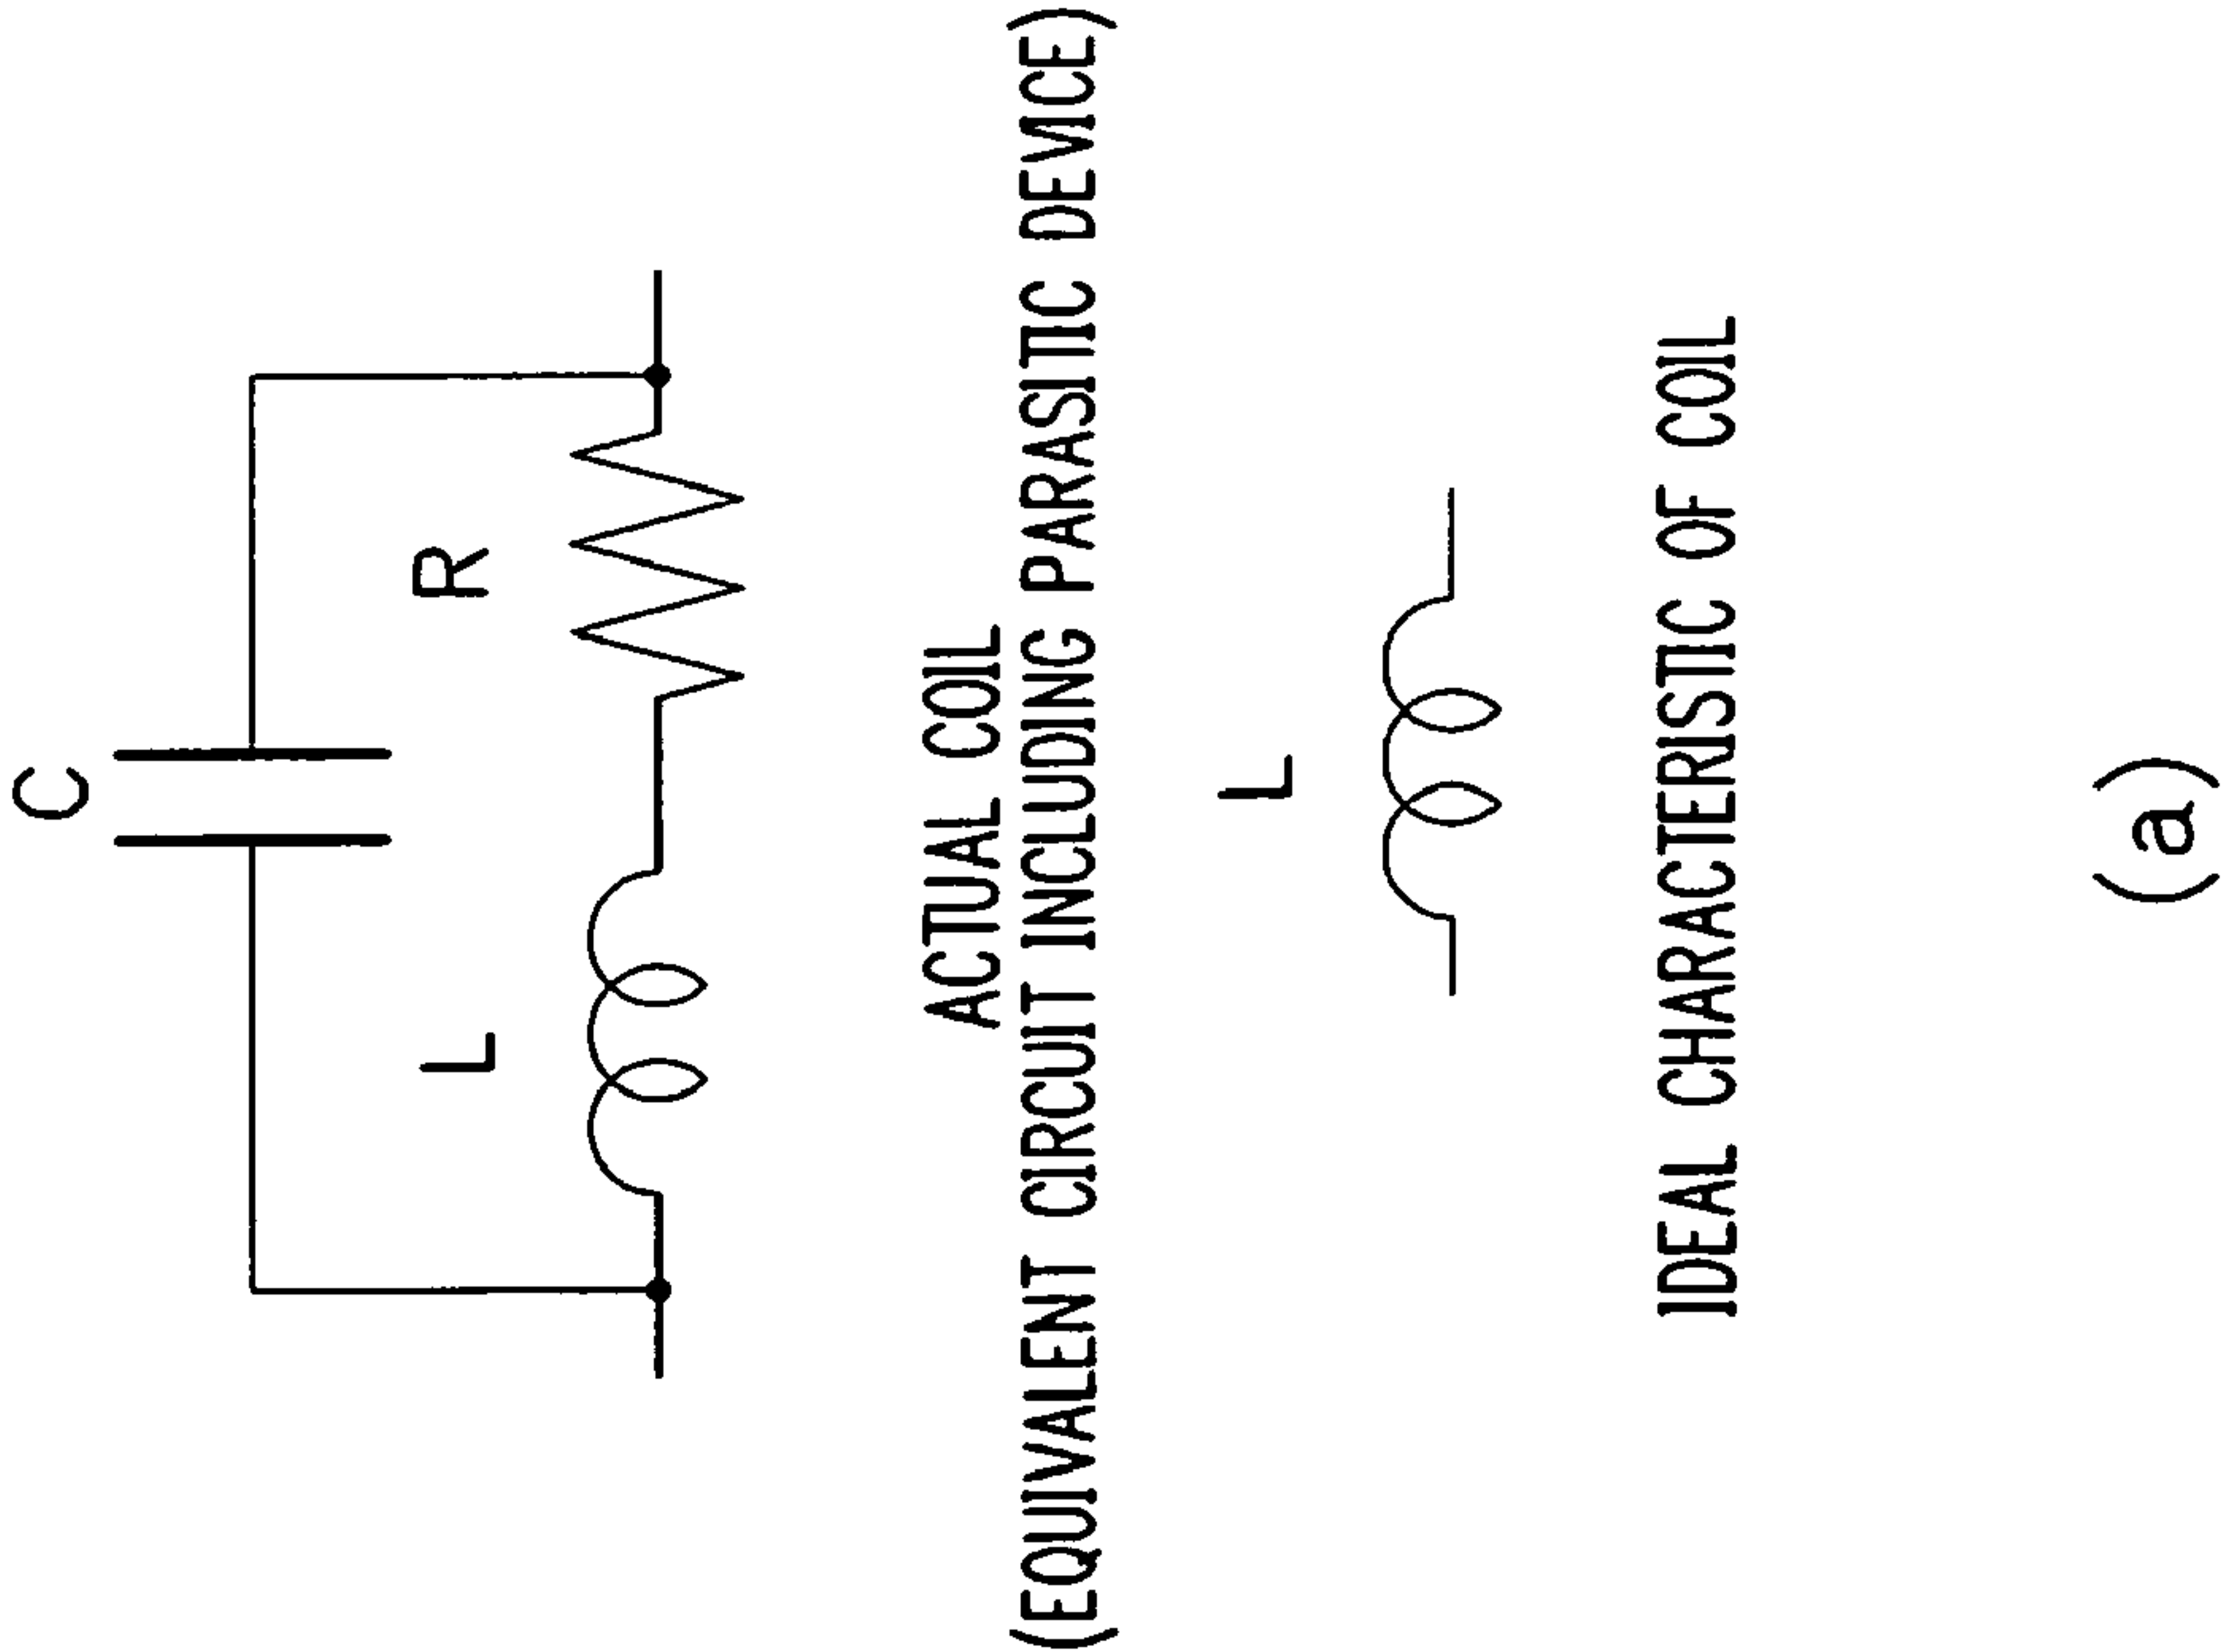 C
L
R
ACTUAL COIL
(EQUIVALENT CIRCUIT INCLUDING PARASITIC DEVICE)
L
IDEAL CHARACTERISTIC OF COIL
(a)